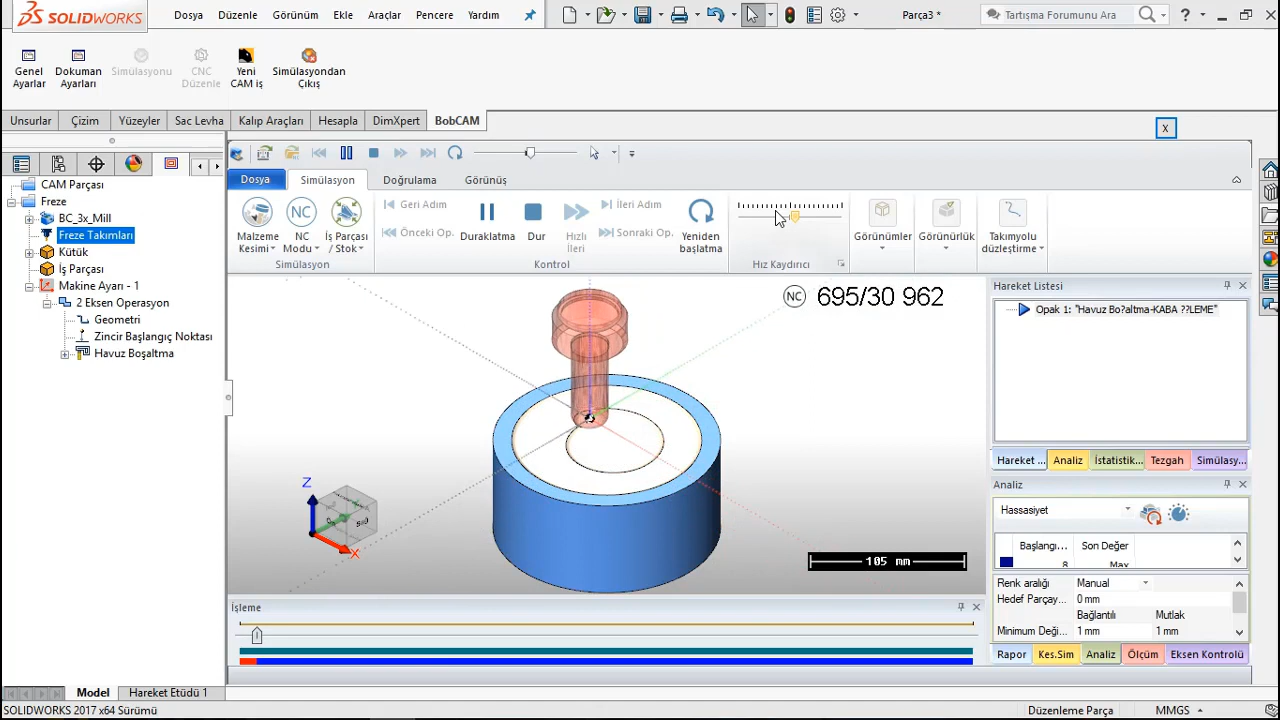 SOLIDWORKS
Dosya Düzenle Görünüm Ekle Araçlar Pencere Yardım
Parça3 *
Tartışma Forumunu Ara
?
Genel Ayarlar
Dokuman Ayarları
Simülasyonu
CNC Düzenle
Yeni CAM iş
Simülasyondan Çıkış
Unsurlar Çizim Yüzeyler Sac Levha Kalıp Araçları Hesapla DimXpert BobCAM
X
CAM Parçası
Freze
BC_3x_Mill
Freze Takımları
Kütük
İş Parçası
Makine Ayarı - 1
2 Eksen Operasyon
Geometri
Zincir Başlangıç Noktası
Havuz Boşaltma
Dosya Simülasyon Doğrulama Görünüş
Malzeme Kesimi
NC
NC Modu
İş Parçası / Stok
Simülasyon
Geri Adım
Önceki Op.
Duraklatma
Dur
Hızlı İleri
İleri Adım
Sonraki Op.
Kontrol
Yeniden başlatma
Hız Kaydırıcı
Görünümler
Görünürlük
Takımyolu düzleştirme
NC 695/30 962
Z
X
105 mm
Hareket Listesi
Opak 1: "Havuz Bo?altma-KABA ??LEME"
Hareket ... Analiz İstatistik... Tezgah Simülasy...
Analiz
Hassasiyet
Başlangı... Son Değer
8 Max
Renk aralığı Manual
Hedef Parçay... 0 mm
Bağlantılı Mutlak
Minimum Deği... 1 mm 1 mm
Rapor Kes.Sim Analiz Ölçüm Eksen Kontrolü
İşleme
Model Hareket Etüdü 1
SOLIDWORKS 2017 x64 Sürümü
Düzenleme Parça
MMGS